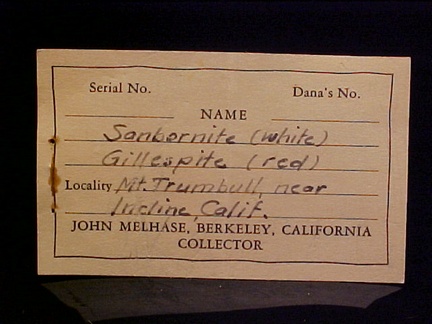 Serial No. Dana's No.
NAME
Sanbornite (white)
Gillespite (red)
Locality Mt. Trumbull, near
Incline, Calif.
JOHN MELHASE, BERKELEY, CALIFORNIA
COLLECTOR